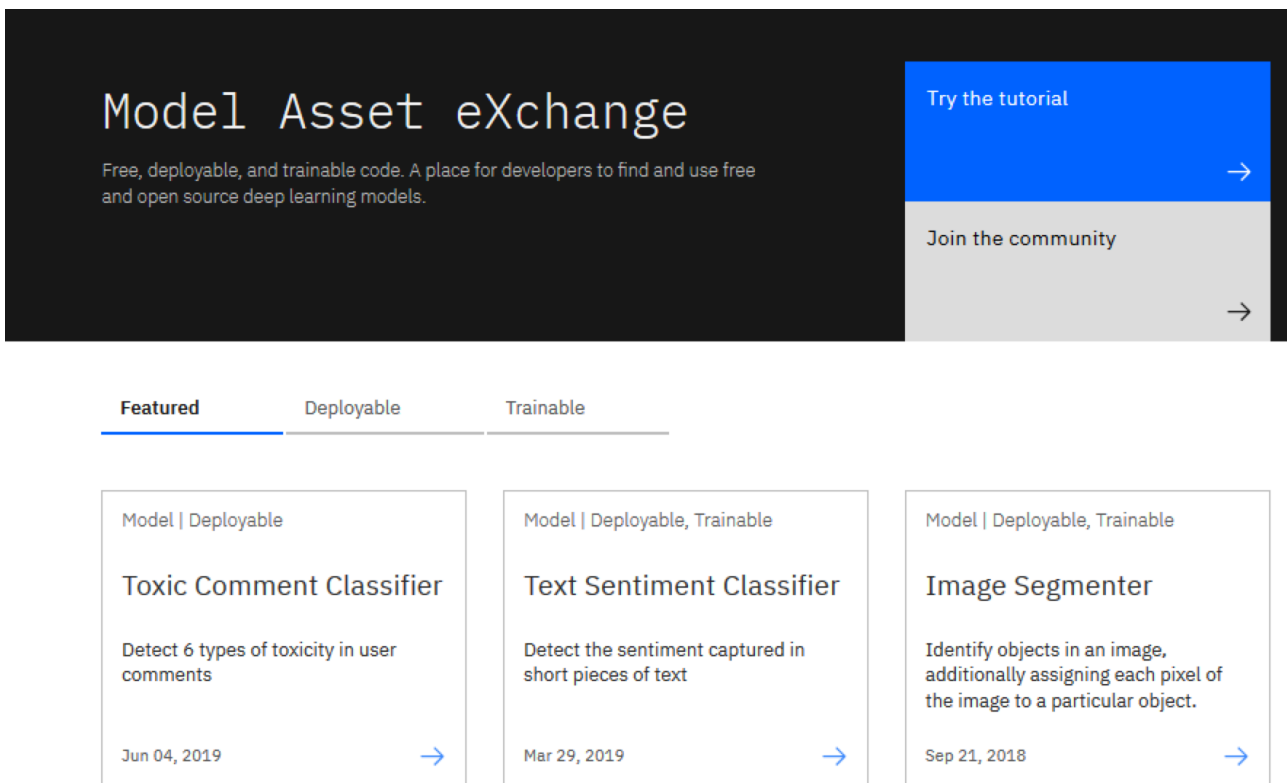 Model Asset eXchange
Free, deployable, and trainable code. A place for developers to find and use free
and open source deep learning models.
Try the tutorial
Join the community
Featured
Deployable
Trainable
Model | Deployable
Toxic Comment Classifier
Detect 6 types of toxicity in user
comments
Jun 04, 2019
Model | Deployable, Trainable
Text Sentiment Classifier
Detect the sentiment captured in
short pieces of text
Mar 29, 2019
Model | Deployable, Trainable
Image Segmenter
Identify objects in an image,
additionally assigning each pixel of
the image to a particular object.
Sep 21, 2018